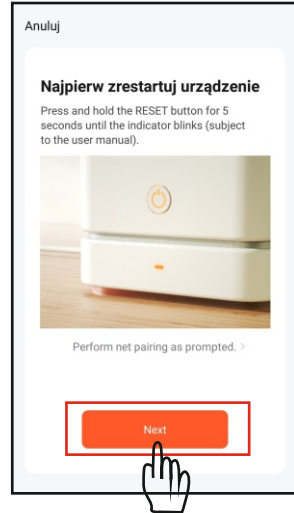 Anuluj
Najpierw zrestartuj urządzenie
Press and hold the RESET button for 5
seconds until the indicator blinks (subject
to the user manual).
Perform net pairing as prompted. >
Next